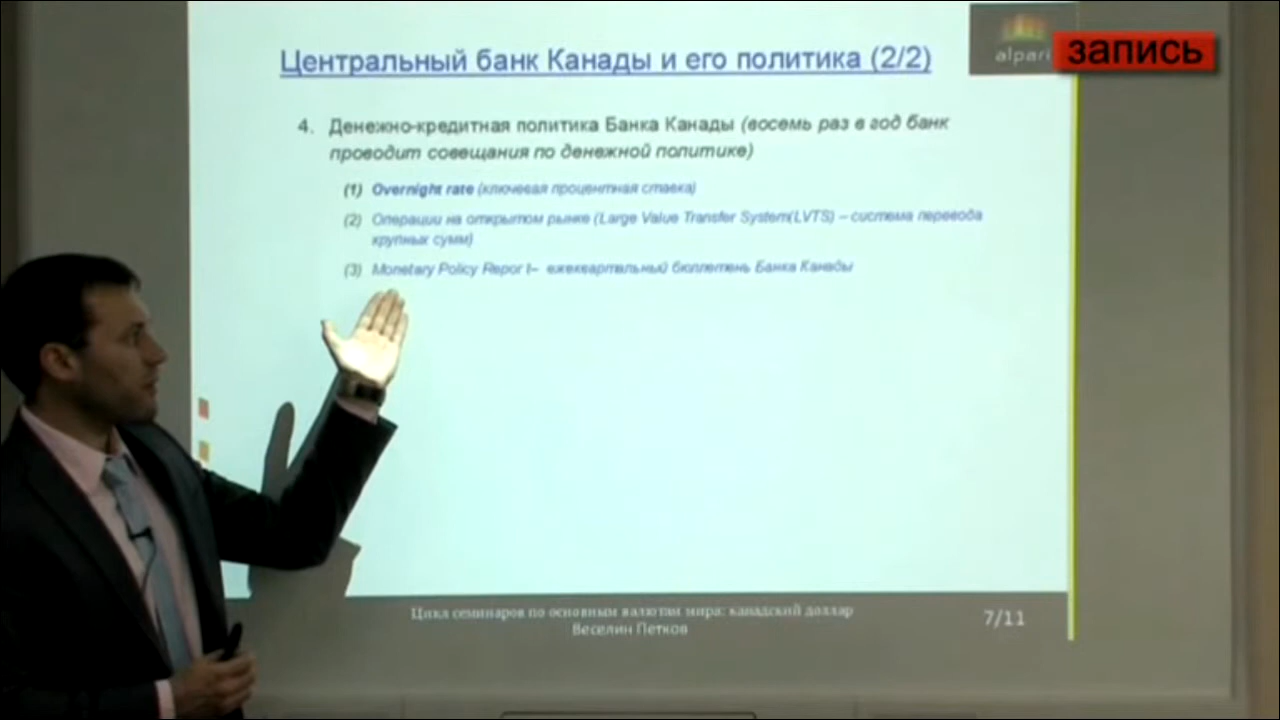 Центральный банк Канады и его политика (2/2)
alpari
запись
4. Денежно-кредитная политика Банка Канады (восемь раз в год банк
проводит совещания по денежной политике)
(1) Overnight rate (ключевая процентная ставка)
(2) Операции на открытом рынке (Large Value Transfer System(LVTS) – система перевода
крупных сумм)
(3) Monetary Policy Repor t– ежеквартальный бюллетень Банка Канады
Цикл семинаров по основным валютам мира: канадский доллар
Веселин Петков
7/11